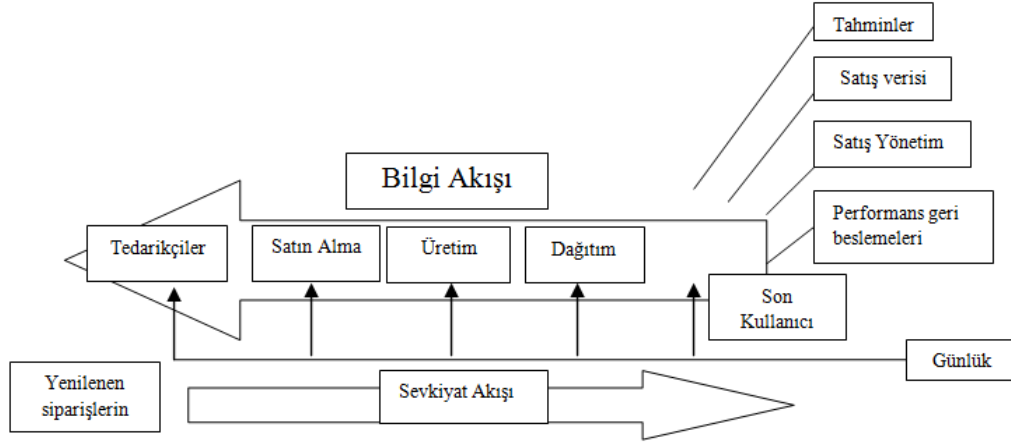 Tahminler
Satış verisi
Satış Yönetim
Bilgi Akışı
Performans geri
beslemeleri
Tedarikçiler
Satın Alma
Üretim
Dağıtım
Son
Kullanıcı
Günlük
Yenilenen
siparişlerin
Sevkiyat Akışı